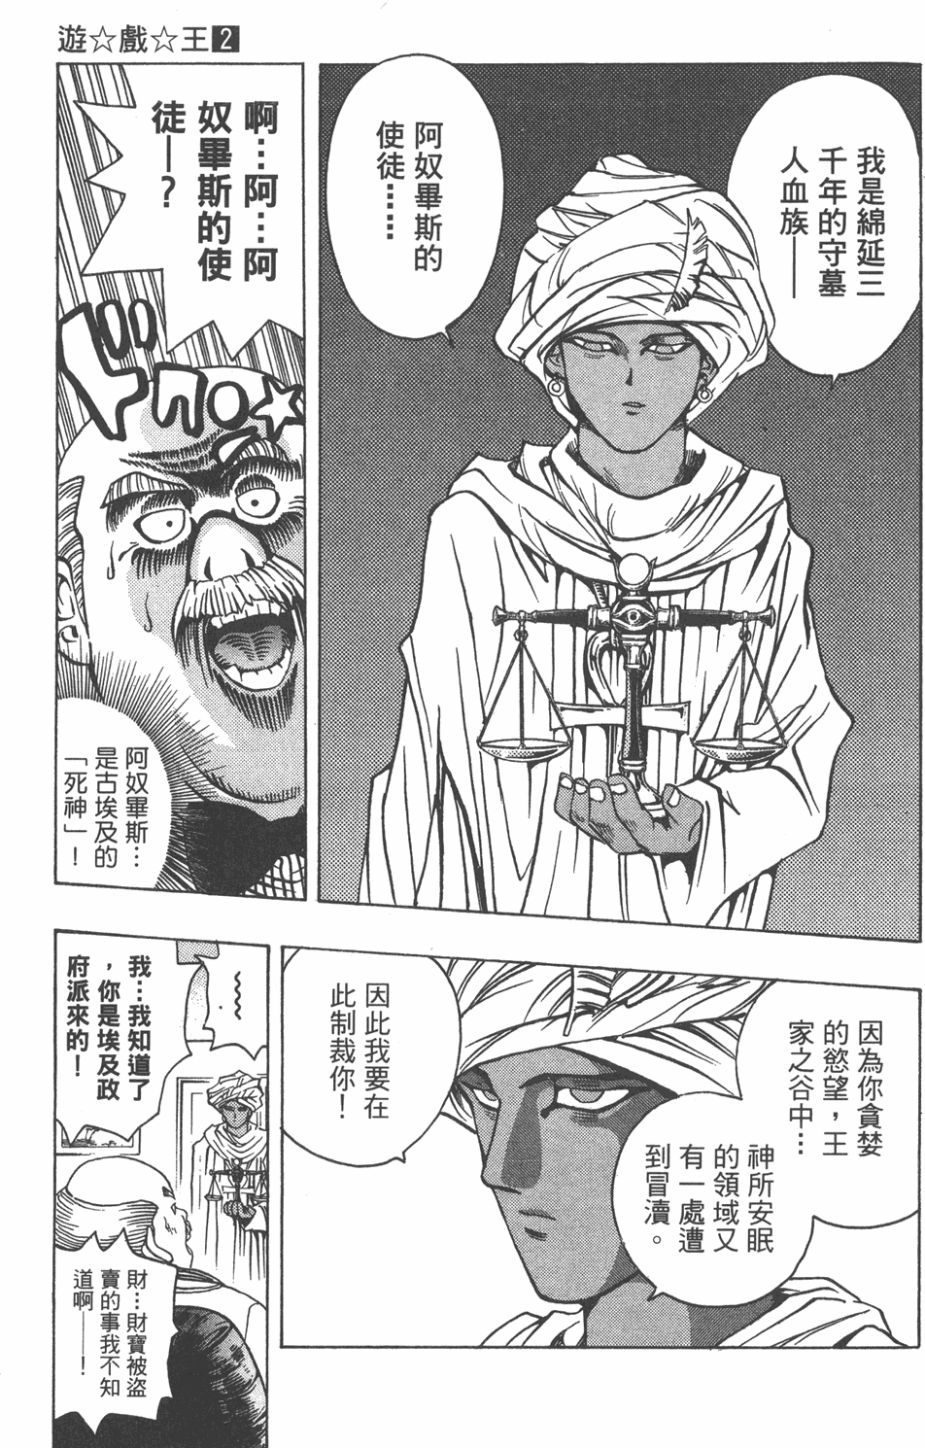 遊☆戲☆王2
我是綿延三
千年的守墓
人血族——
阿奴畢斯的
使徒……
啊…阿…阿
奴畢斯的使
徒—？
ドクロ☆
阿奴畢斯…
是古埃及的
「死神」！
因為你貪婪
的慾望，王
家之谷中…
神所安眠
的領域又
有一處遭
到冒瀆。
因此我要在
此制裁你！
我…我知道了
，你是埃及政
府派來的！
財…財寶被盜
賣的事我不知
道啊——！